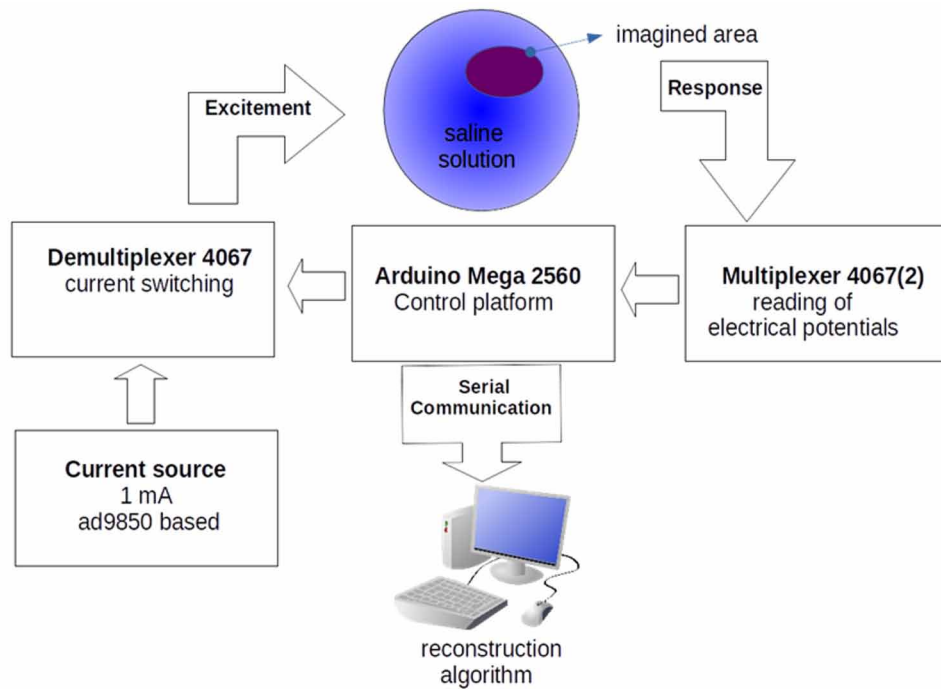 imagined area
Excitement
Response
saline
solution
Demultiplexer 4067
current switching
Arduino Mega 2560
Control platform
Multiplexer 4067(2)
reading of
electrical potentials
Serial
Communication
Current source
1 mA
ad9850 based
reconstruction
algorithm